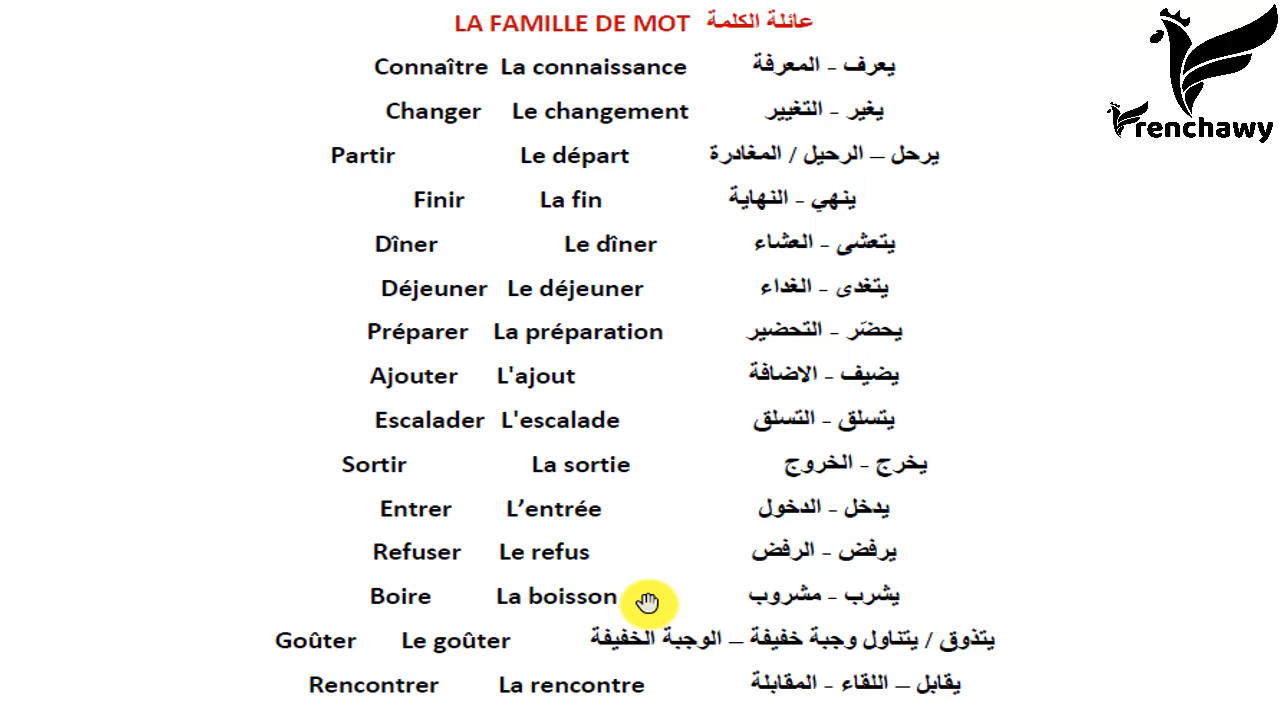 LA FAMILLE DE MOT عائلة الكلمة
Frenchawy
Connaître La connaissance يعرف - المعرفة
Changer Le changement يغير - التغيير
Partir Le départ يرحل – الرحيل / المغادرة
Finir La fin ينهي - النهاية
Dîner Le dîner يتعشى - العشاء
Déjeuner Le déjeuner يتغدى - الغداء
Préparer La préparation يحضّر - التحضير
Ajouter L'ajout يضيف - الاضافة
Escalader L'escalade يتسلق - التسلق
Sortir La sortie يخرج - الخروج
Entrer L’entrée يدخل - الدخول
Refuser Le refus يرفض - الرفض
Boire La boisson يشرب - مشروب
Goûter Le goûter يتذوق / يتناول وجبة خفيفة – الوجبة الخفيفة
Rencontrer La rencontre يقابل – اللقاء - المقابلة